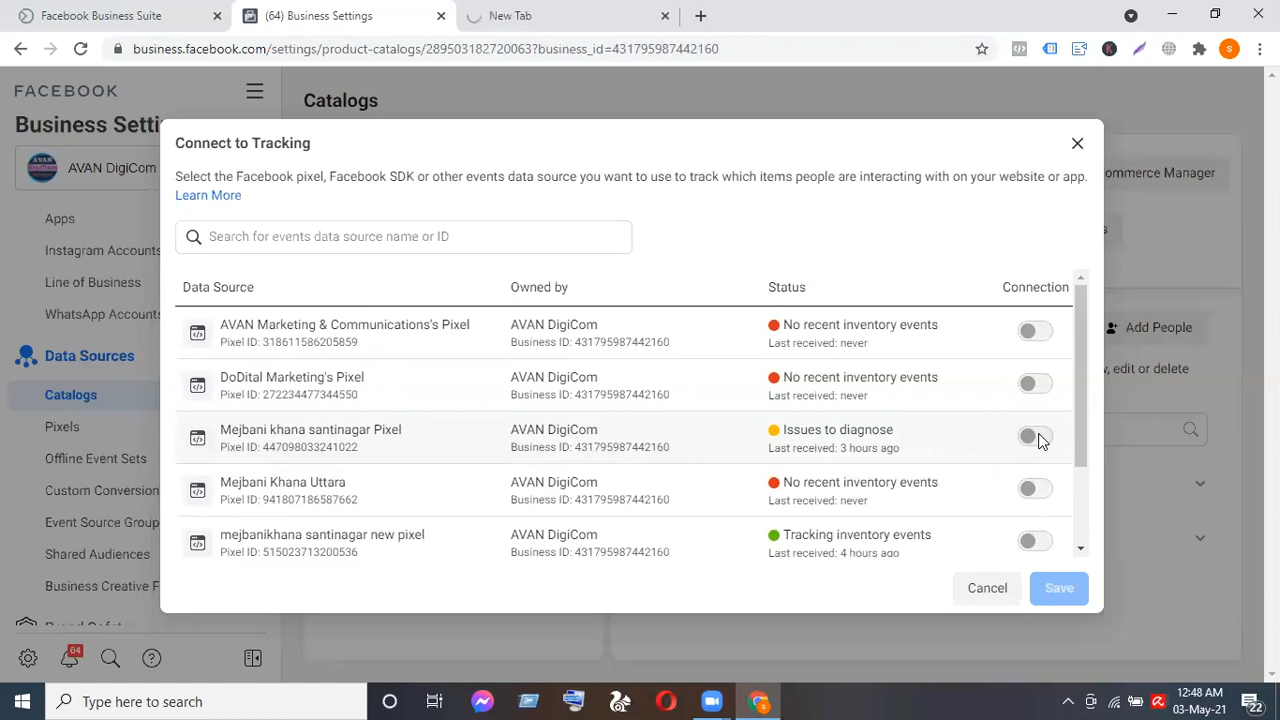 Facebook Business Suite
(64) Business Settings
New Tab
business.facebook.com/settings/product-catalogs/289503182720063?business_id=431795987442160
FACEBOOK
Business Setti
AVAN DigiCom
Apps
Instagram Accounts
Line of Business
WhatsApp Accounts
Data Sources
Catalogs
Pixels
Offline Event Sets
Custom Conversion
Event Source Group
Shared Audiences
Business Creative F
64
Catalogs
ommerce Manager
s
Add People
w, edit or delete
Connect to Tracking
Select the Facebook pixel, Facebook SDK or other events data source you want to use to track which items people are interacting with on your website or app.
Learn More
Search for events data source name or ID
Data Source Owned by Status Connection
AVAN Marketing & Communications's Pixel AVAN DigiCom No recent inventory events
Pixel ID: 318611586205859 Business ID: 431795987442160 Last received: never
DoDital Marketing's Pixel AVAN DigiCom No recent inventory events
Pixel ID: 272234477344550 Business ID: 431795987442160 Last received: never
Mejbani khana santinagar Pixel AVAN DigiCom Issues to diagnose
Pixel ID: 447098033241022 Business ID: 431795987442160 Last received: 3 hours ago
Mejbani Khana Uttara AVAN DigiCom No recent inventory events
Pixel ID: 941807186587662 Business ID: 431795987442160 Last received: never
mejbanikhana santinagar new pixel AVAN DigiCom Tracking inventory events
Pixel ID: 515023713200536 Business ID: 431795987442160 Last received: 4 hours ago
Cancel Save
Type here to search
12:48 AM
03-May-21
22